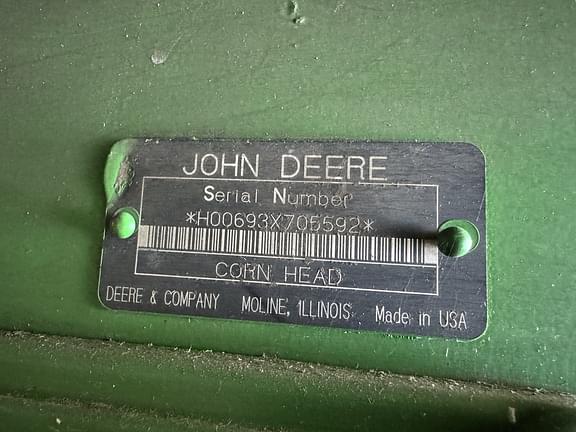 JOHN DEERE
Serial Number
*H00693X705592*
CORN HEAD
DEERE & COMPANY MOLINE, ILLINOIS Made in USA